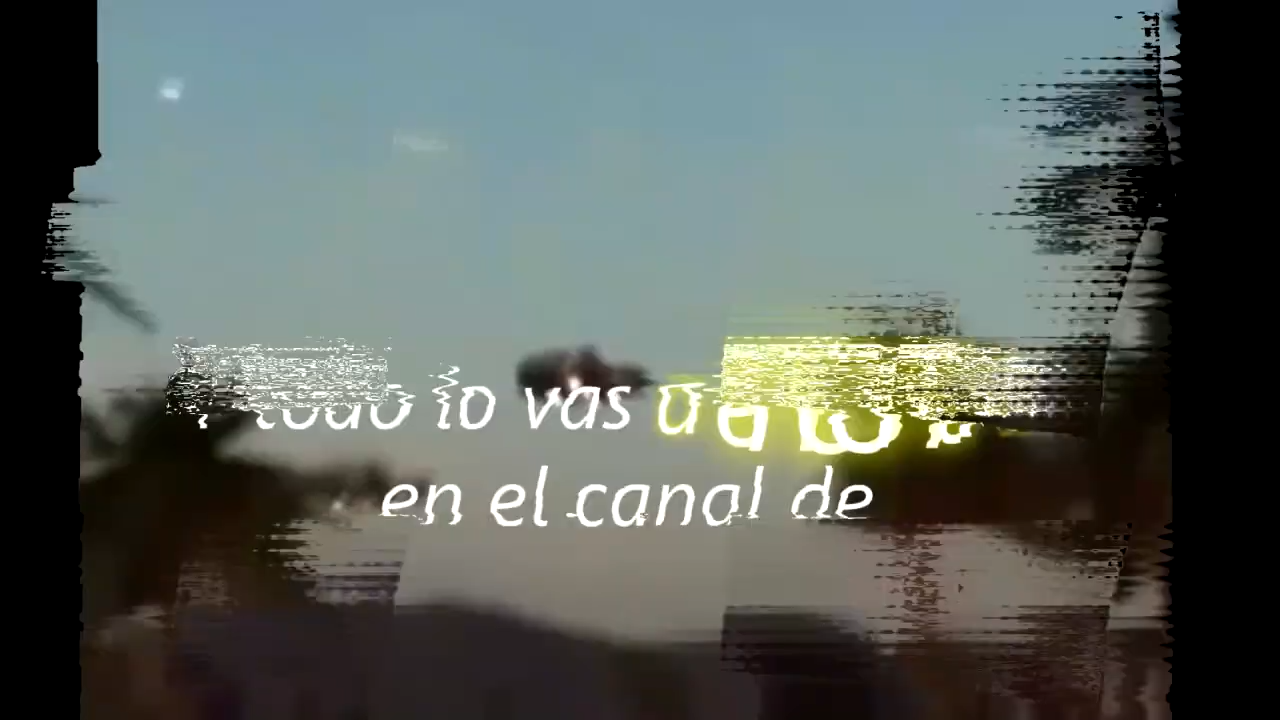 todo lo vas a
en el canal de